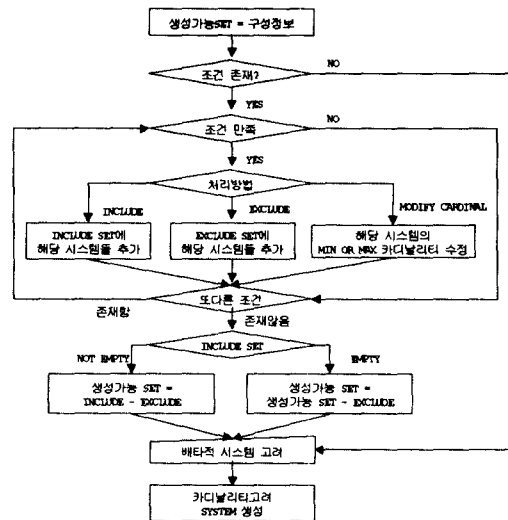 생성가능SET = 구성정보
조건 존재?
NO
YES
조건 만족
NO
YES
처리방법
INCLUDE
EXCLUDE
MODIFY CARDINAL
INCLUDE SET에
해당 시스템들 추가
EXCLUDE SET에
해당 시스템들 추가
해당 시스템의
MIN OR MAX 카디날리티 수정
또다른 조건
존재함
존재않음
INCLUDE SET
NOT EMPTY
EMPTY
생성가능 SET =
INCLUDE - EXCLUDE
생성가능 SET =
생성가능 SET - EXCLUDE
배타적 시스템 고려
카디날리티고려
SYSTEM 생성